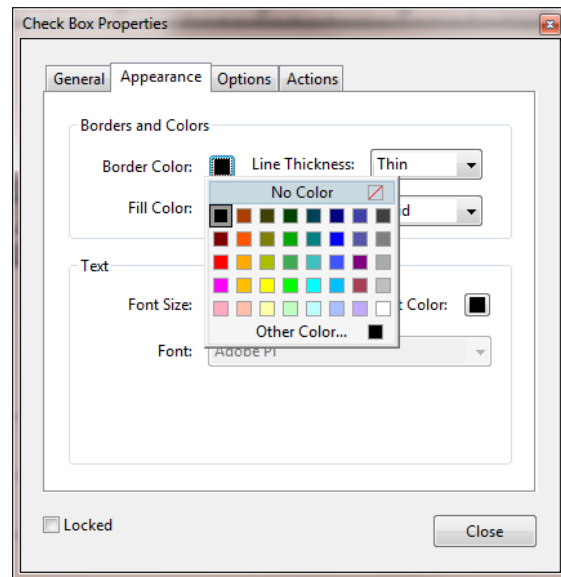 Check Box Properties
General Appearance Options Actions
Borders and Colors
Border Color: Line Thickness: Thin
No Color
Fill Color:
Text
Font Size: Color:
Other Color...
Font: Adobe Pi
Locked
Close